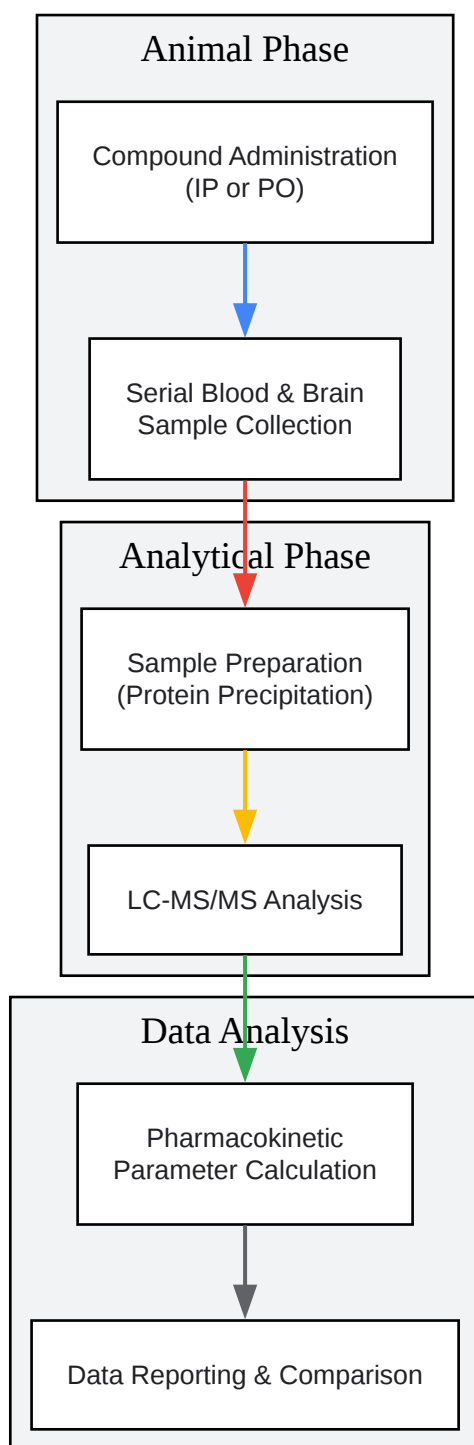 Animal Phase
Compound Administration
(IP or PO)
Serial Blood & Brain
Sample Collection
Analytical Phase
Sample Preparation
(Protein Precipitation)
LC-MS/MS Analysis
Data Analysis
Pharmacokinetic
Parameter Calculation
Data Reporting & Comparison